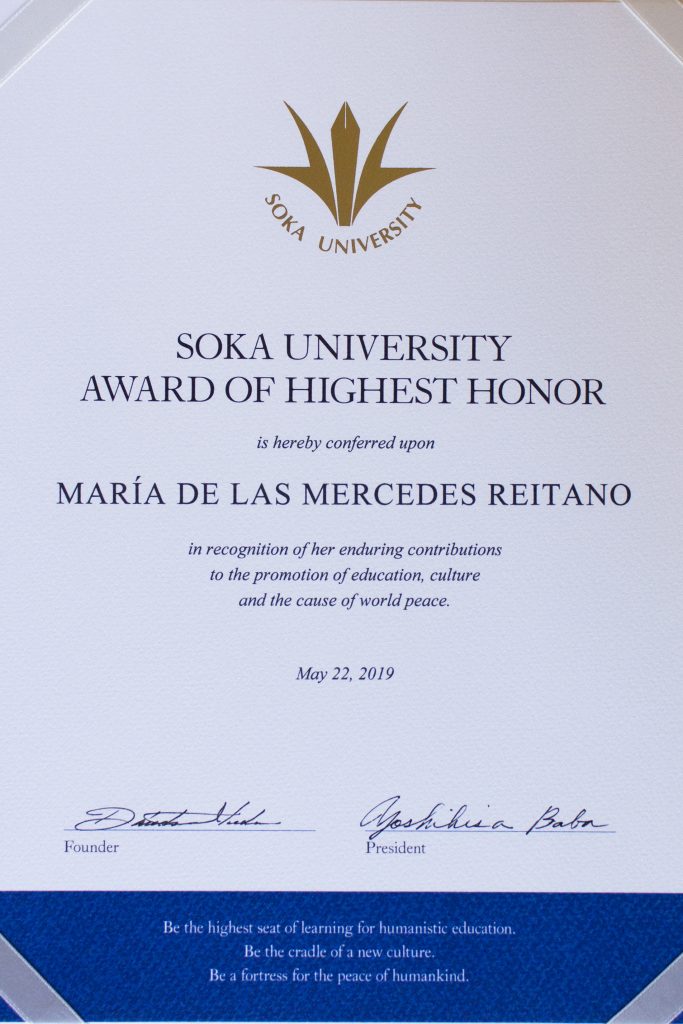 SOKA UNIVERSITY
SOKA UNIVERSITY
AWARD OF HIGHEST HONOR
is hereby conferred upon
MARÍA DE LAS MERCEDES REITANO
in recognition of her enduring contributions
to the promotion of education, culture
and the cause of world peace.
May 22, 2019
Yoshihisa Baba
Founder President
Be the highest seat of learning for humanistic education.
Be the cradle of a new culture.
Be a fortress for the peace of humankind.